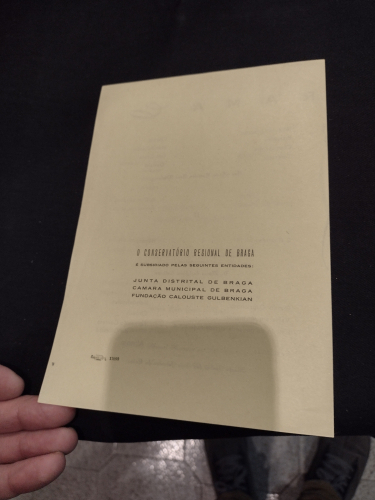 O CONSERVATÓRIO REGIONAL DE BRAGA
É SUBSIDIADO PELAS SEGUINTES ENTIDADES:
JUNTA DISTRITAL DE BRAGA
CÂMARA MUNICIPAL DE BRAGA
FUNDAÇÃO CALOUSTE GULBENKIAN